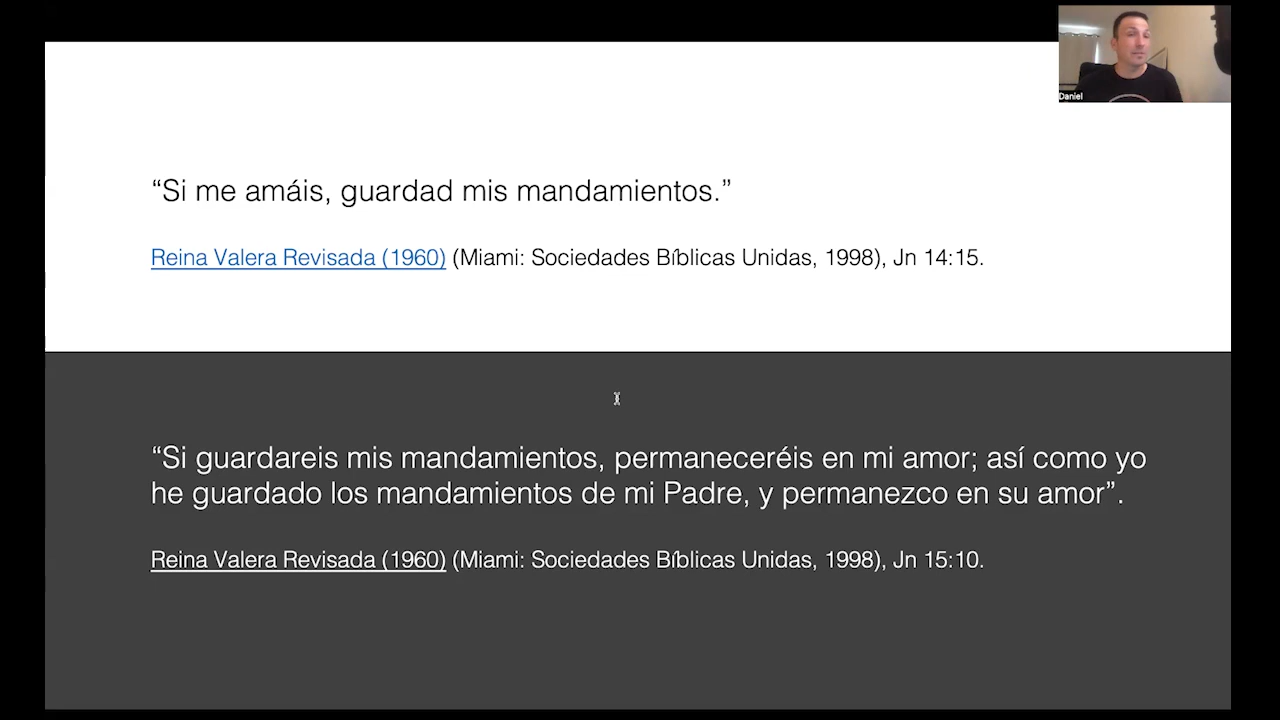 Daniel
“Si me amáis, guardad mis mandamientos.”
Reina Valera Revisada (1960) (Miami: Sociedades Bíblicas Unidas, 1998), Jn 14:15.
“Si guardareis mis mandamientos, permaneceréis en mi amor; así como yo
he guardado los mandamientos de mi Padre, y permanezco en su amor”.
Reina Valera Revisada (1960) (Miami: Sociedades Bíblicas Unidas, 1998), Jn 15:10.